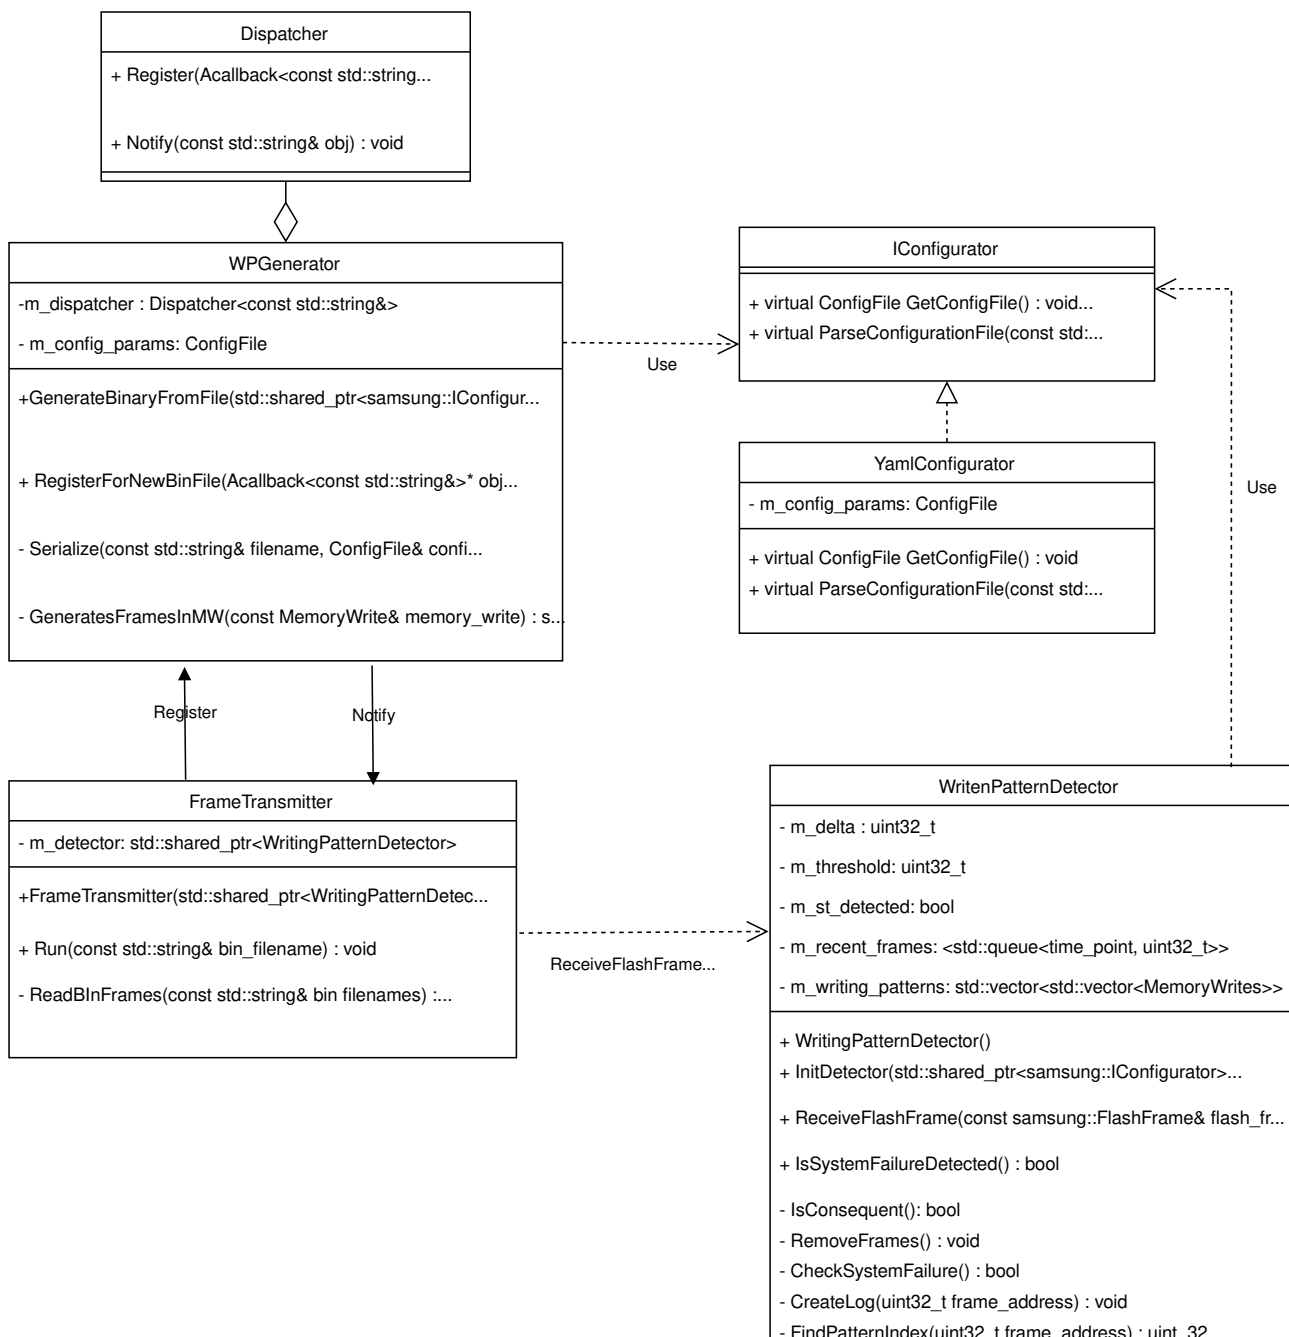 Dispatcher
+ Register(Acallback<const std::string...
+ Notify(const std::string& obj) : void
WPGenerator
-m_dispatcher : Dispatcher<const std::string&>
- m_config_params: ConfigFile
+GenerateBinaryFromFile(std::shared_ptr<samsung::IConfigur...
+ RegisterForNewBinFile(Acallback<const std::string&>* obj...
- Serialize(const std::string& filename, ConfigFile& confi...
- GeneratesFramesInMW(const MemoryWrite& memory_write) : s...
Use
IConfigurator
+ virtual ConfigFile GetConfigFile() : void...
+ virtual ParseConfigurationFile(const std:...
YamlConfigurator
- m_config_params: ConfigFile
+ virtual ConfigFile GetConfigFile() : void
+ virtual ParseConfigurationFile(const std:...
Use
Register
Notify
FrameTransmitter
- m_detector: std::shared_ptr<WritingPatternDetector>
+FrameTransmitter(std::shared_ptr<WritingPatternDetec...
+ Run(const std::string& bin_filename) : void
- ReadBInFrames(const std::string& bin filenames) :...
ReceiveFlashFrame...
WritenPatternDetector
- m_delta : uint32_t
- m_threshold: uint32_t
- m_st_detected: bool
- m_recent_frames: <std::queue<time_point, uint32_t>>
- m_writing_patterns: std::vector<std::vector<MemoryWrites>>
+ WritingPatternDetector()
+ InitDetector(std::shared_ptr<samsung::IConfigurator>...
+ ReceiveFlashFrame(const samsung::FlashFrame& flash_fr...
+ IsSystemFailureDetected() : bool
- IsConsequent(): bool
- RemoveFrames() : void
- CheckSystemFailure() : bool
- CreateLog(uint32_t frame_address) : void
- FindPatternIndex(uint32_t frame_address) : uint_32